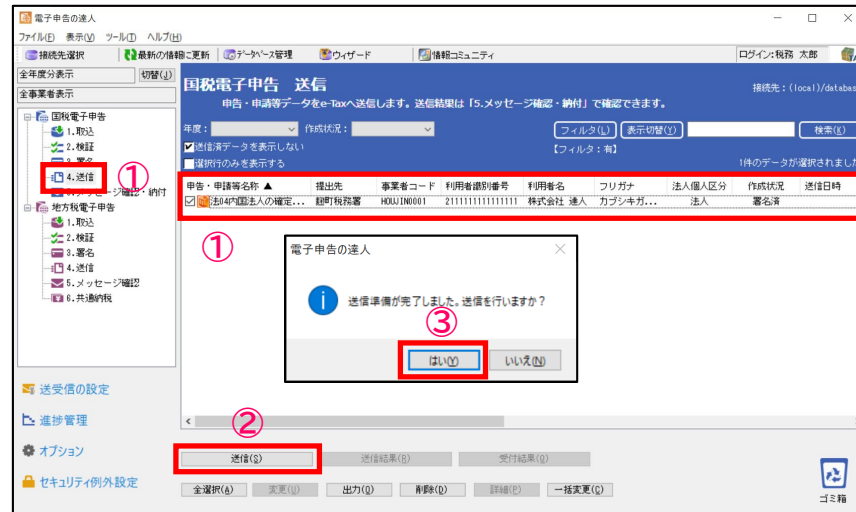 電子申告の達人
ファイル(F) 表示(V) ツール(T) ヘルプ(H)
接続先選択 最新の情報に更新 データベース管理 ウィザード 情報コミュニティ ログイン:税務 太郎
全年度分表示 切替(J)
全事業者表示
国税電子申告
1.取込
2.検証
3.署名
4.送信
5.メッセージ確認・納付
地方税電子申告
1.取込
2.検証
3.署名
4.送信
5.メッセージ確認
6.共通納税
①
送受信の設定
進捗管理
オプション
セキュリティ例外設定
国税電子申告 送信
接続先:(local)/databas
申告・申請等データをe-Taxへ送信します。送信結果は「5.メッセージ確認・納付」で確認できます。
年度: 作成状況: フィルタ(L) 表示切替(Y) 検索(K)
送信済データを表示しない 【フィルタ:有】
選択行のみを表示する 1件のデータが選択されまし
申告・申請等名称 ▲ 提出先 事業者コード 利用者識別番号 利用者名 フリガナ 法人個人区分 作成状況 送信日時
法04内国法人の確定... 麹町税務署 HOUJIN0001 2111111111111111 株式会社 達人 カブシキガ... 法人 署名済
①
電子申告の達人
送信準備が完了しました。送信を行いますか?
③
はい(Y) いいえ(N)
②
送信(S) 送信結果(R) 受付結果(Q)
全選択(A) 変更(U) 出力(O) 削除(D) 詳細(P) 一括変更(C)
ゴミ箱